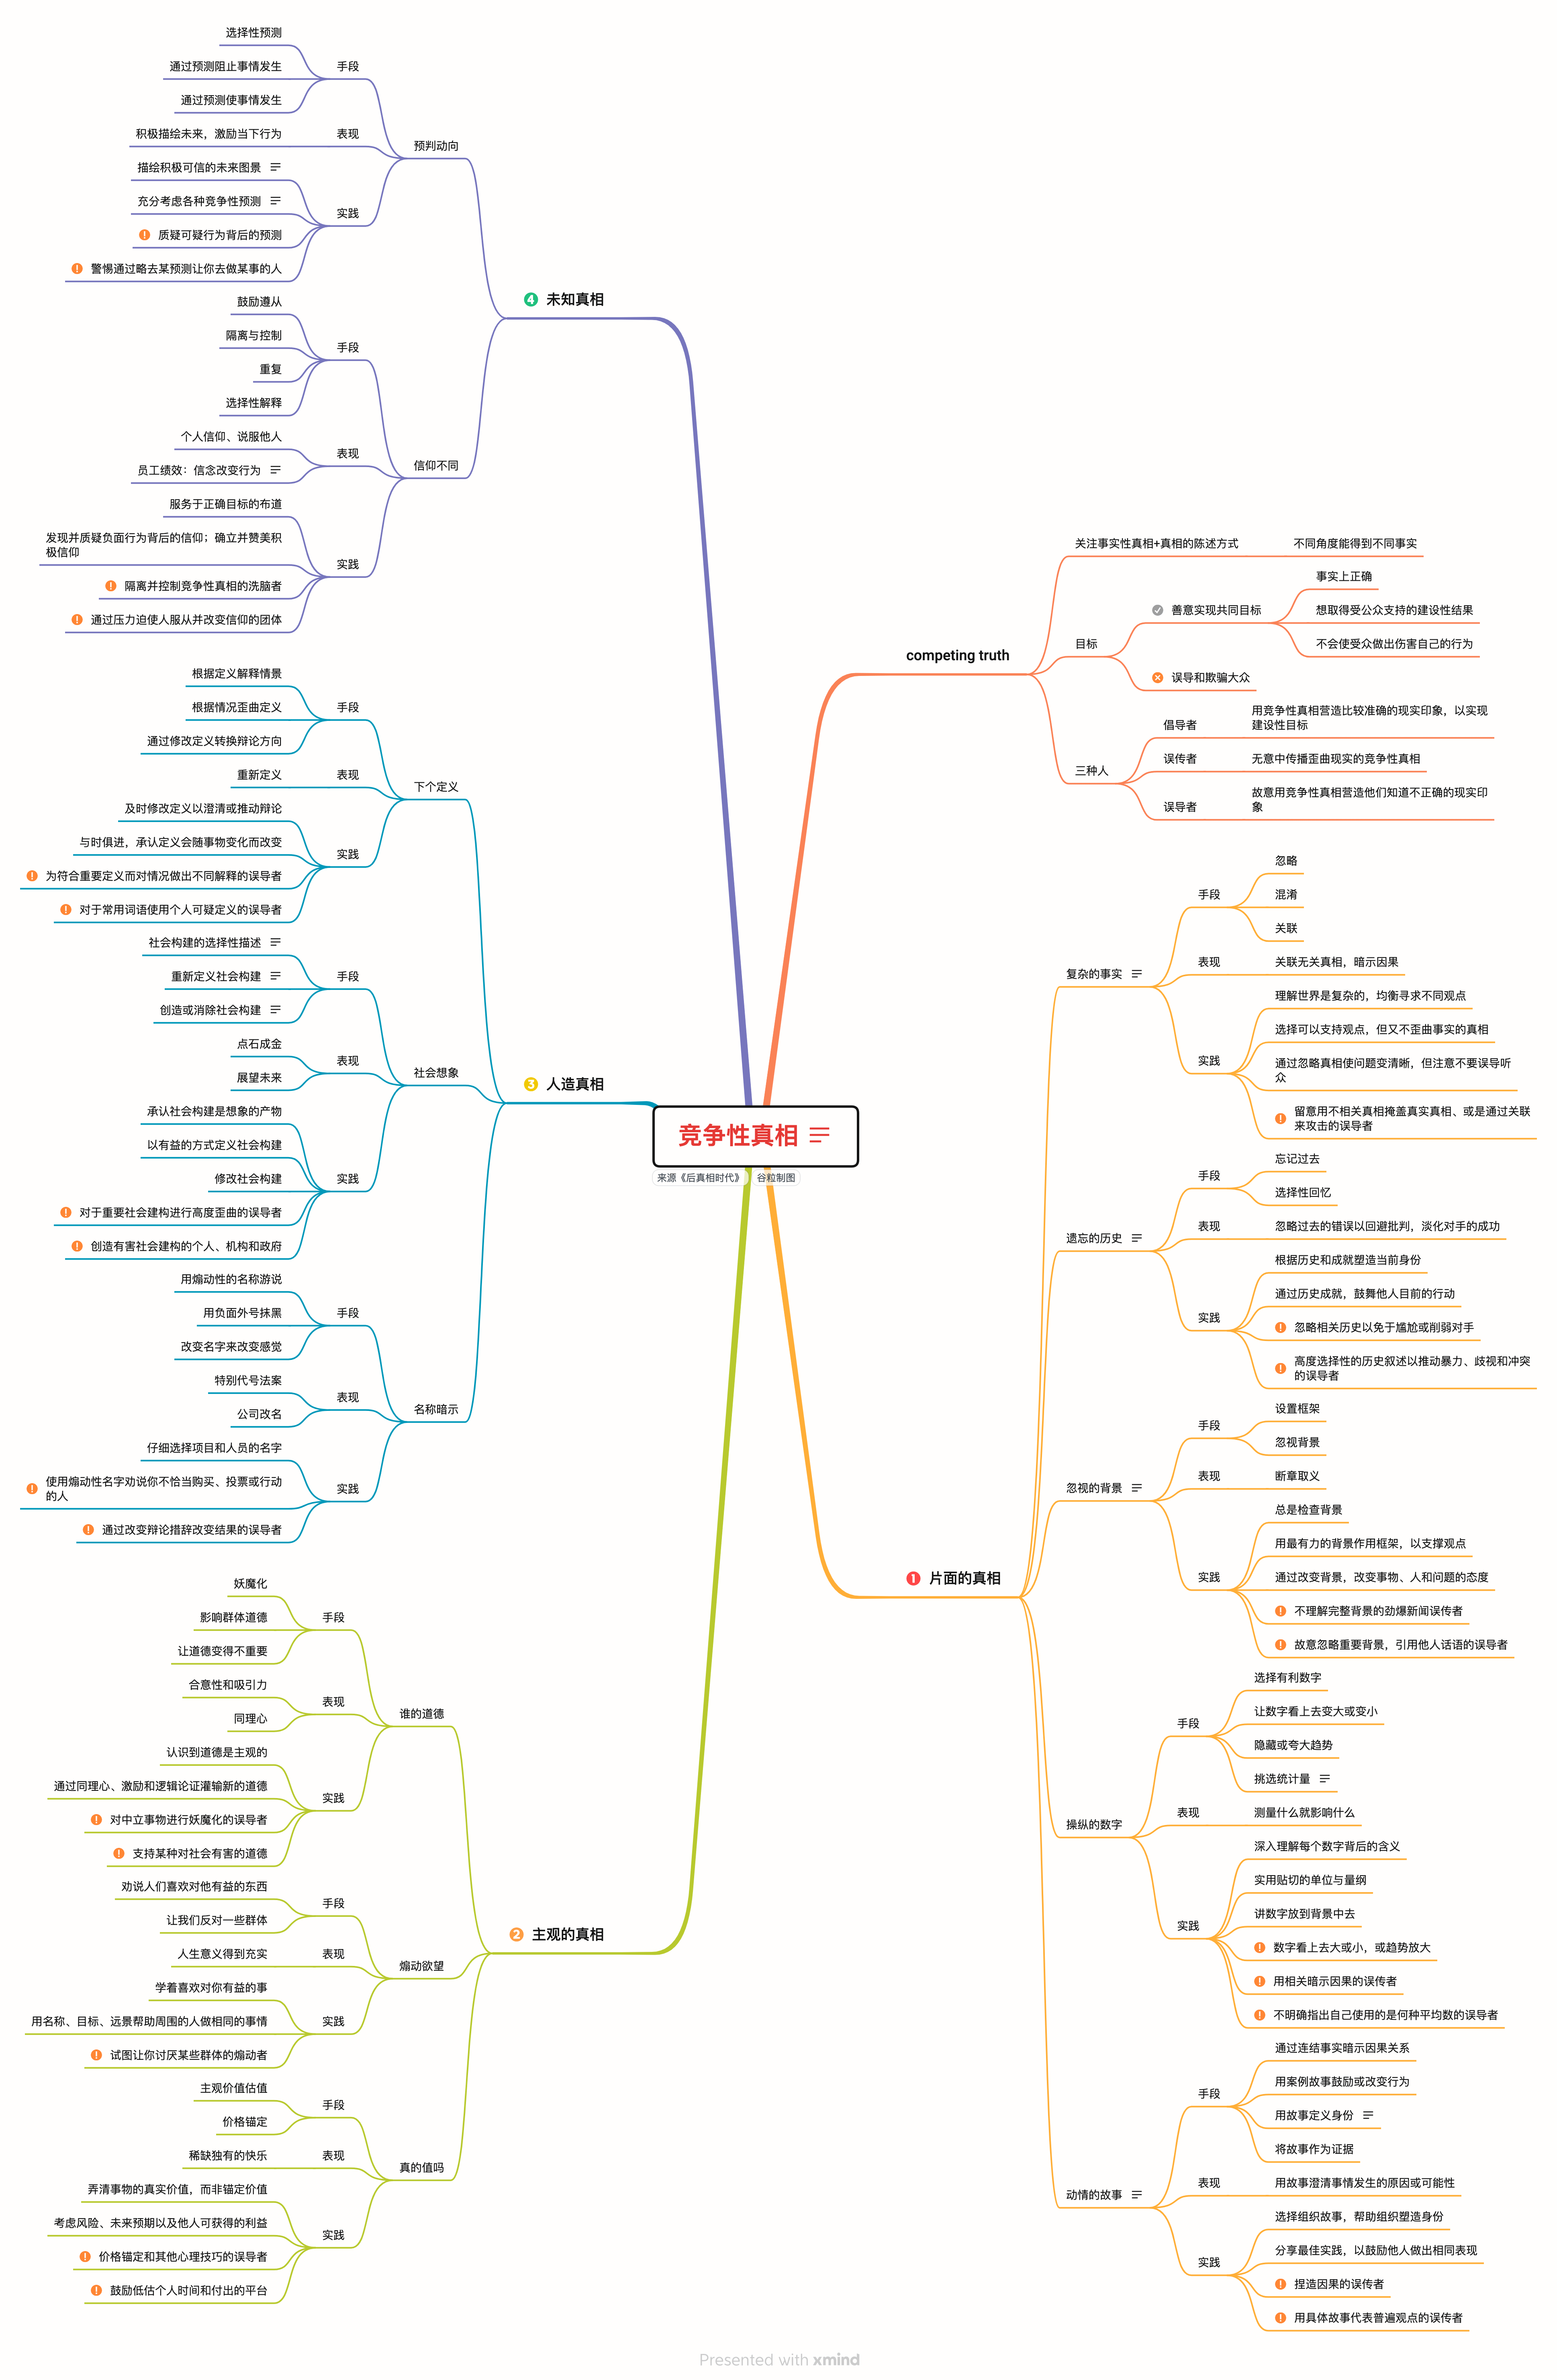 竞争性真相
来源《后真相时代》
谷粒制图
competing truth
关注事实性真相+真相的陈述方式
不同角度能得到不同事实
目标
善意实现共同目标
事实上正确
想取得受公众支持的建设性结果
不会使受众做出伤害自己的行为
误导和欺骗大众
三种人
倡导者
用竞争性真相营造比较准确的现实印象，以实现
建设性目标
误传者
无意中传播歪曲现实的竞争性真相
误导者
故意用竞争性真相营造他们知道不正确的现实印
象
1 片面的真相
复杂的事实
手段
忽略
混淆
关联
表现
关联无关真相，暗示因果
实践
理解世界是复杂的，均衡寻求不同观点
选择可以支持观点，但又不歪曲事实的真相
通过忽略真相使问题变清晰，但注意不要误导听
众
留意用不相关真相掩盖真实真相、或是通过关联
来攻击的误导者
遗忘的历史
手段
忘记过去
选择性回忆
表现
忽略过去的错误以回避批判，淡化对手的成功
实践
根据历史和成就塑造当前身份
通过历史成就，鼓舞他人目前的行动
忽略相关历史以免于尴尬或削弱对手
高度选择性的历史叙述以推动暴力、歧视和冲突
的误导者
忽视的背景
手段
设置框架
忽视背景
表现
断章取义
实践
总是检查背景
用最有力的背景作用框架，以支撑观点
通过改变背景，改变事物、人和问题的态度
不理解完整背景的劲爆新闻误传者
故意忽略重要背景，引用他人话语的误导者
操纵的数字
手段
选择有利数字
让数字看上去变大或变小
隐藏或夸大趋势
挑选统计量
表现
测量什么就影响什么
实践
深入理解每个数字背后的含义
实用贴切的单位与量纲
讲数字放到背景中去
数字看上去大或小，或趋势放大
用相关暗示因果的误传者
不明确指出自己使用的是何种平均数的误导者
动情的故事
手段
通过连结事实暗示因果关系
用案例故事鼓励或改变行为
用故事定义身份
将故事作为证据
表现
用故事澄清事情发生的原因或可能性
实践
选择组织故事，帮助组织塑造身份
分享最佳实践，以鼓励他人做出相同表现
捏造因果的误传者
用具体故事代表普遍观点的误传者
2 主观的真相
谁的道德
手段
妖魔化
影响群体道德
让道德变得不重要
表现
合意性和吸引力
同理心
实践
认识到道德是主观的
通过同理心、激励和逻辑论证灌输新的道德
对中立事物进行妖魔化的误导者
支持某种对社会有害的道德
煽动欲望
手段
劝说人们喜欢对他有益的东西
让我们反对一些群体
表现
人生意义得到充实
实践
学着喜欢对你有益的事
用名称、目标、远景帮助周围的人做相同的事情
试图让你讨厌某些群体的煽动者
真的值吗
手段
主观价值估值
价格锚定
表现
稀缺独有的快乐
实践
弄清事物的真实价值，而非锚定价值
考虑风险、未来预期以及他人可获得的利益
价格锚定和其他心理技巧的误导者
鼓励低估个人时间和付出的平台
3 人造真相
下个定义
手段
根据定义解释情景
根据情况歪曲定义
通过修改定义转换辩论方向
表现
重新定义
实践
及时修改定义以澄清或推动辩论
与时俱进，承认定义会随事物变化而改变
为符合重要定义而对情况做出不同解释的误导者
对于常用词语使用个人可疑定义的误导者
社会想象
手段
社会构建的选择性描述
重新定义社会构建
创造或消除社会构建
表现
点石成金
展望未来
实践
承认社会构建是想象的产物
以有益的方式定义社会构建
修改社会构建
对于重要社会建构进行高度歪曲的误导者
创造有害社会建构的个人、机构和政府
名称暗示
手段
用煽动性的名称游说
用负面外号抹黑
改变名字来改变感觉
表现
特别代号法案
公司改名
实践
仔细选择项目和人员的名字
使用煽动性名字劝说你不恰当购买、投票或行动
的人
通过改变辩论措辞改变结果的误导者
4 未知真相
预判动向
手段
选择性预测
通过预测阻止事情发生
通过预测使事情发生
表现
积极描绘未来，激励当下行为
实践
描绘积极可信的未来图景
充分考虑各种竞争性预测
质疑可疑行为背后的预测
警惕通过略去某预测让你去做某事的人
信仰不同
手段
鼓励遵从
隔离与控制
重复
选择性解释
表现
个人信仰、说服他人
员工绩效：信念改变行为
实践
服务于正确目标的布道
发现并质疑负面行为背后的信仰；确立并赞美积
极信仰
隔离并控制竞争性真相的洗脑者
通过压力迫使人服从并改变信仰的团体
Presented with xmind